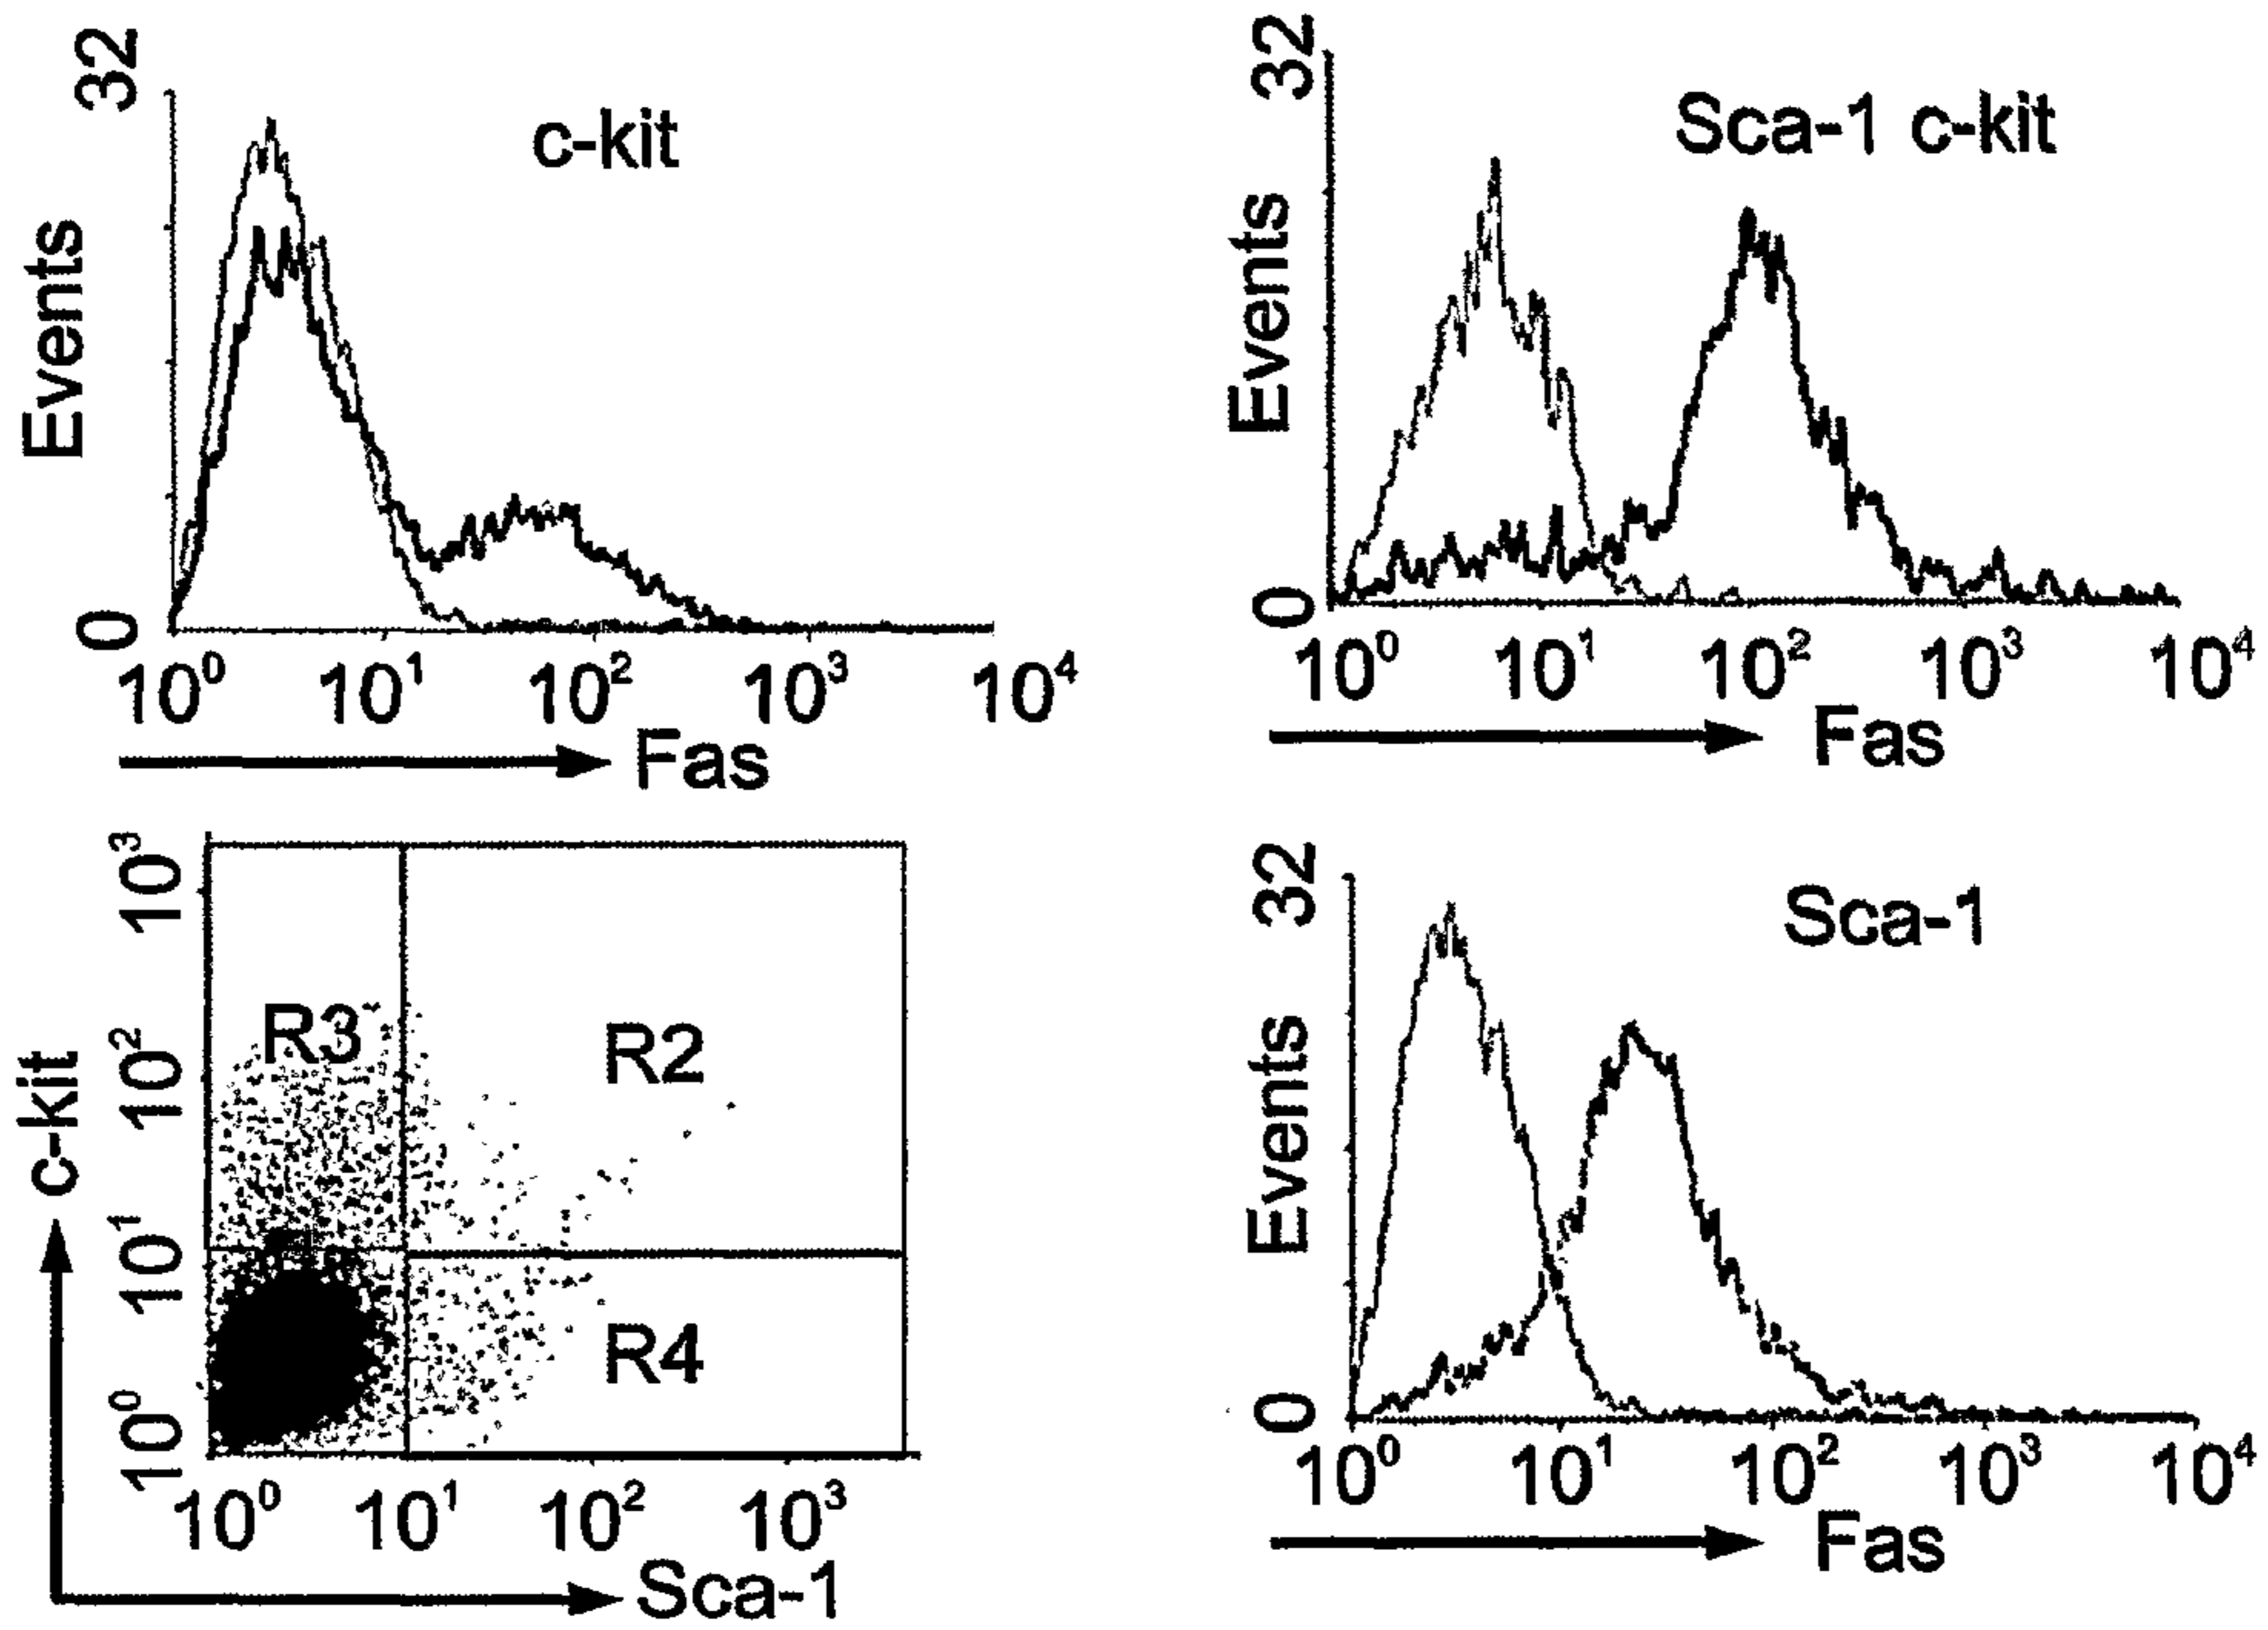 32
Events
c-kit
0
10⁰ 10¹ 10² 10³ 10⁴
Fas
32
Events
Sca-1 c-kit
0
10⁰ 10¹ 10² 10³ 10⁴
Fas
10³
10²
10¹
10⁰
c-kit
R3
R2
R4
10⁰ 10¹ 10² 10³
Sca-1
32
Events
Sca-1
0
10⁰ 10¹ 10² 10³ 10⁴
Fas